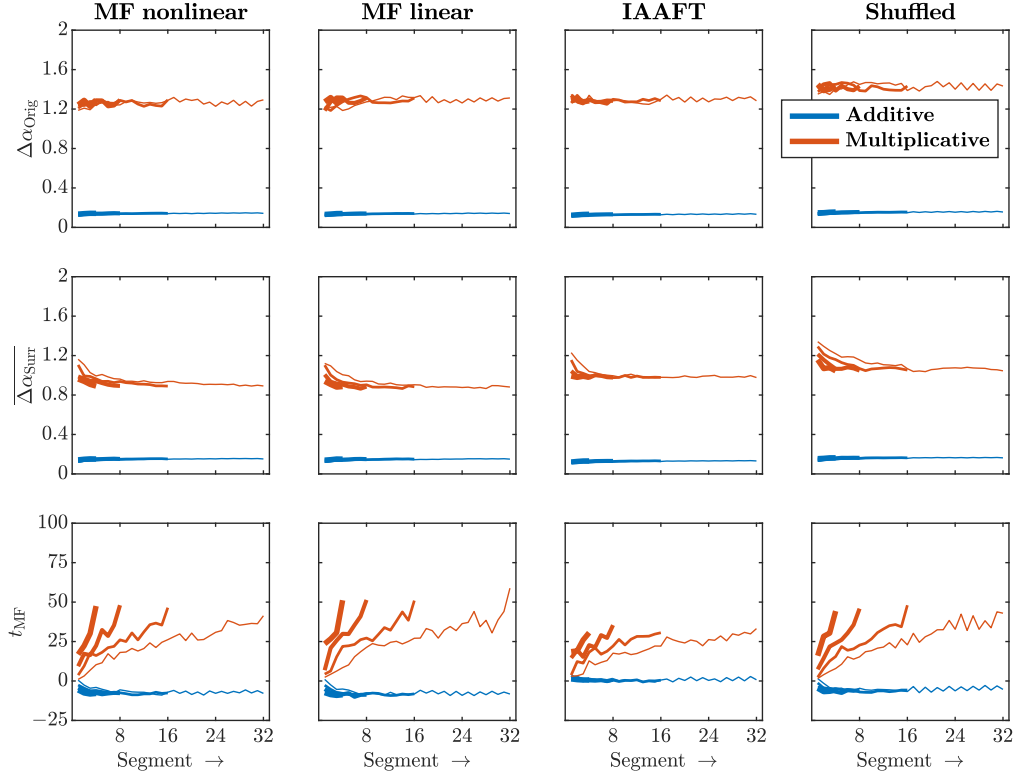 MF nonlinear MF linear IAAFT Shuffled
2
1.6
1.2
0.8
0.4
0
Δα_Orig
Additive
Multiplicative
2
1.6
1.2
0.8
0.4
0
Δα_Surr
100
75
50
25
0
−25
t_MF
8 16 24 32 8 16 24 32 8 16 24 32 8 16 24 32
Segment → Segment → Segment → Segment →